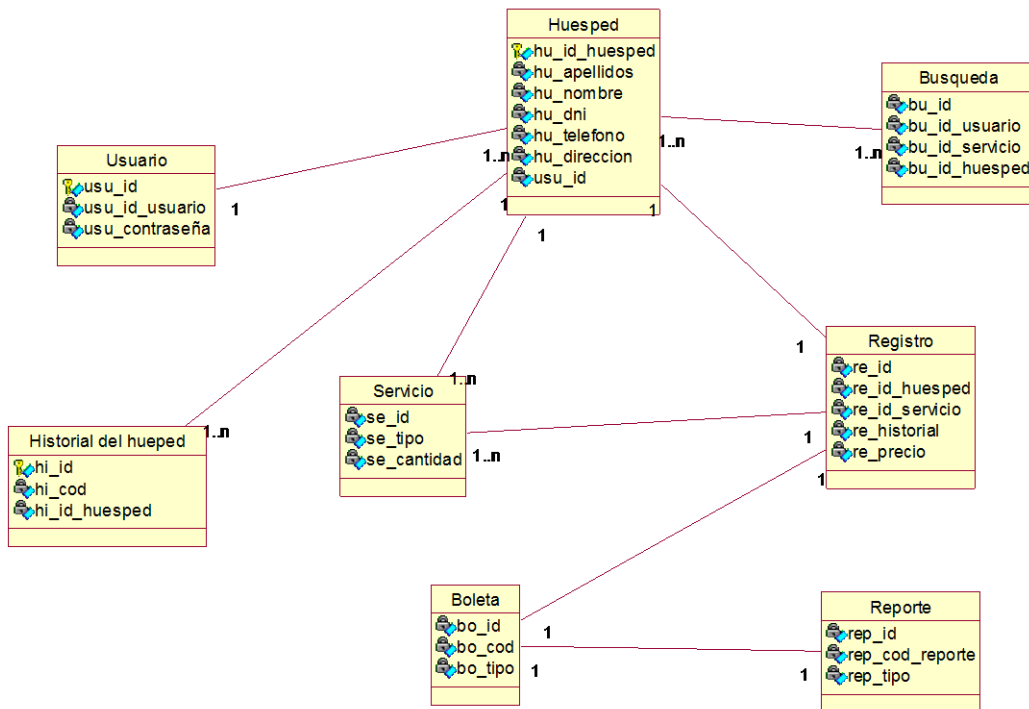 Huesped
hu_id_huesped
hu_apellidos
hu_nombre
hu_dni
hu_telefono
hu_direccion
usu_id
Busqueda
bu_id
bu_id_usuario
bu_id_servicio
bu_id_huesped
Usuario
usu_id
usu_id_usuario
usu_contraseña
1
1..n
1..n
1..n
1
1
1
1
1..n
1..n
Registro
re_id
re_id_huesped
re_id_servicio
re_historial
re_precio
Servicio
se_id
se_tipo
se_cantidad
1..n
1
1
Historial del hueped
hi_id
hi_cod
hi_id_huesped
Boleta
bo_id
bo_cod
bo_tipo
1
1
1
Reporte
rep_id
rep_cod_reporte
rep_tipo